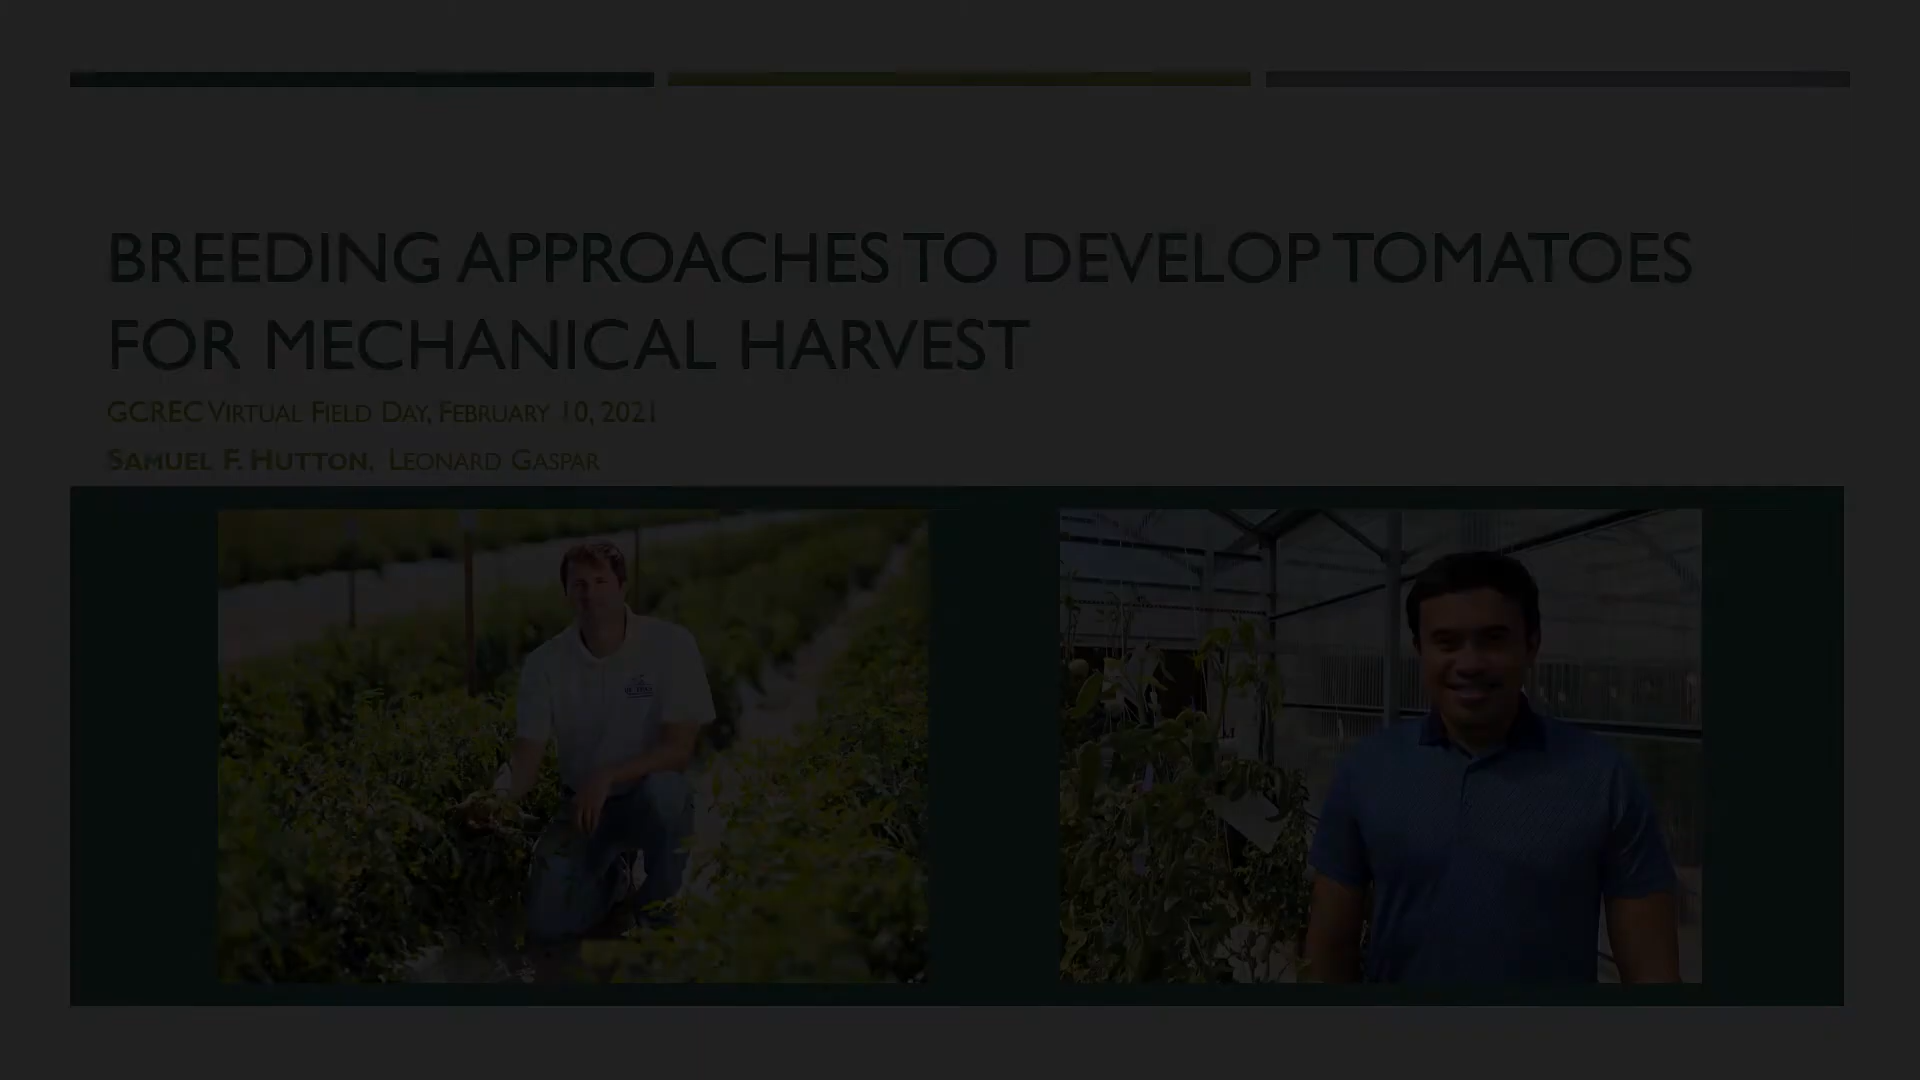 BREEDING APPROACHES TO DEVELOP TOMATOES
FOR MECHANICAL HARVEST
GCREC VIRTUAL FIELD DAY, FEBRUARY 10, 2021
SAMUEL F. HUTTON, LEONARD GASPAR